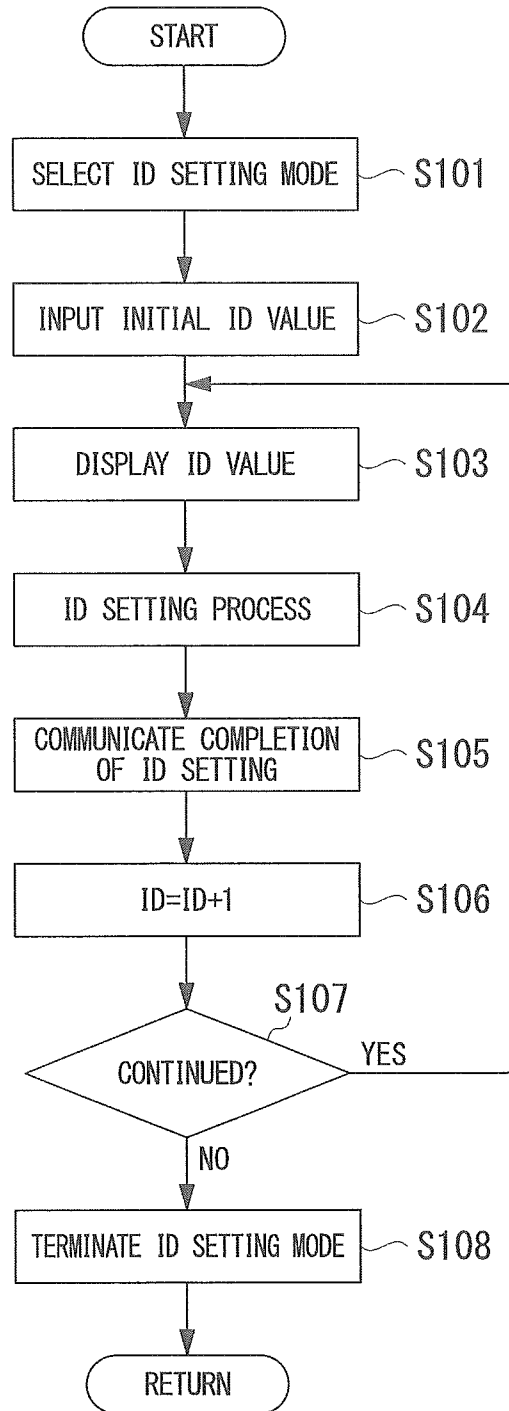 START
SELECT ID SETTING MODE
S101
INPUT INITIAL ID VALUE
S102
DISPLAY ID VALUE
S103
ID SETTING PROCESS
S104
COMMUNICATE COMPLETION
OF ID SETTING
S105
ID=ID+1
S106
S107
CONTINUED?
YES
NO
TERMINATE ID SETTING MODE
S108
RETURN